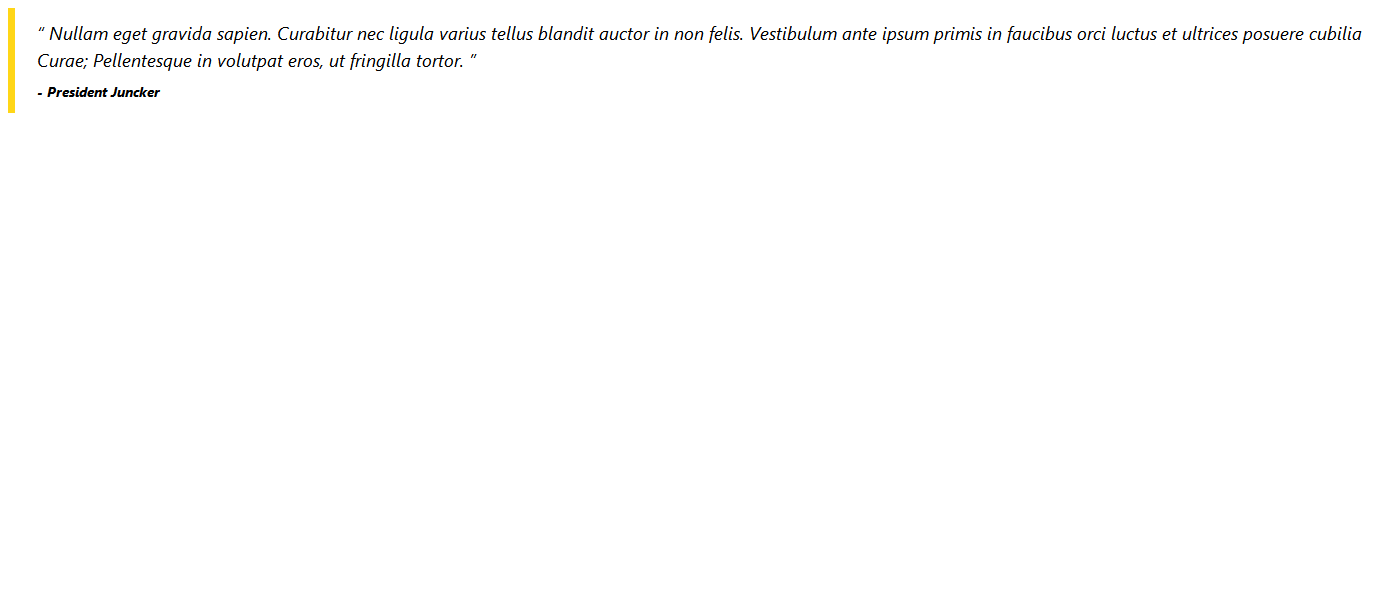 “ Nullam eget gravida sapien. Curabitur nec ligula varius tellus blandit auctor in non felis. Vestibulum ante ipsum primis in faucibus orci luctus et ultrices posuere cubilia
Curae; Pellentesque in volutpat eros, ut fringilla tortor. ”
- President Juncker